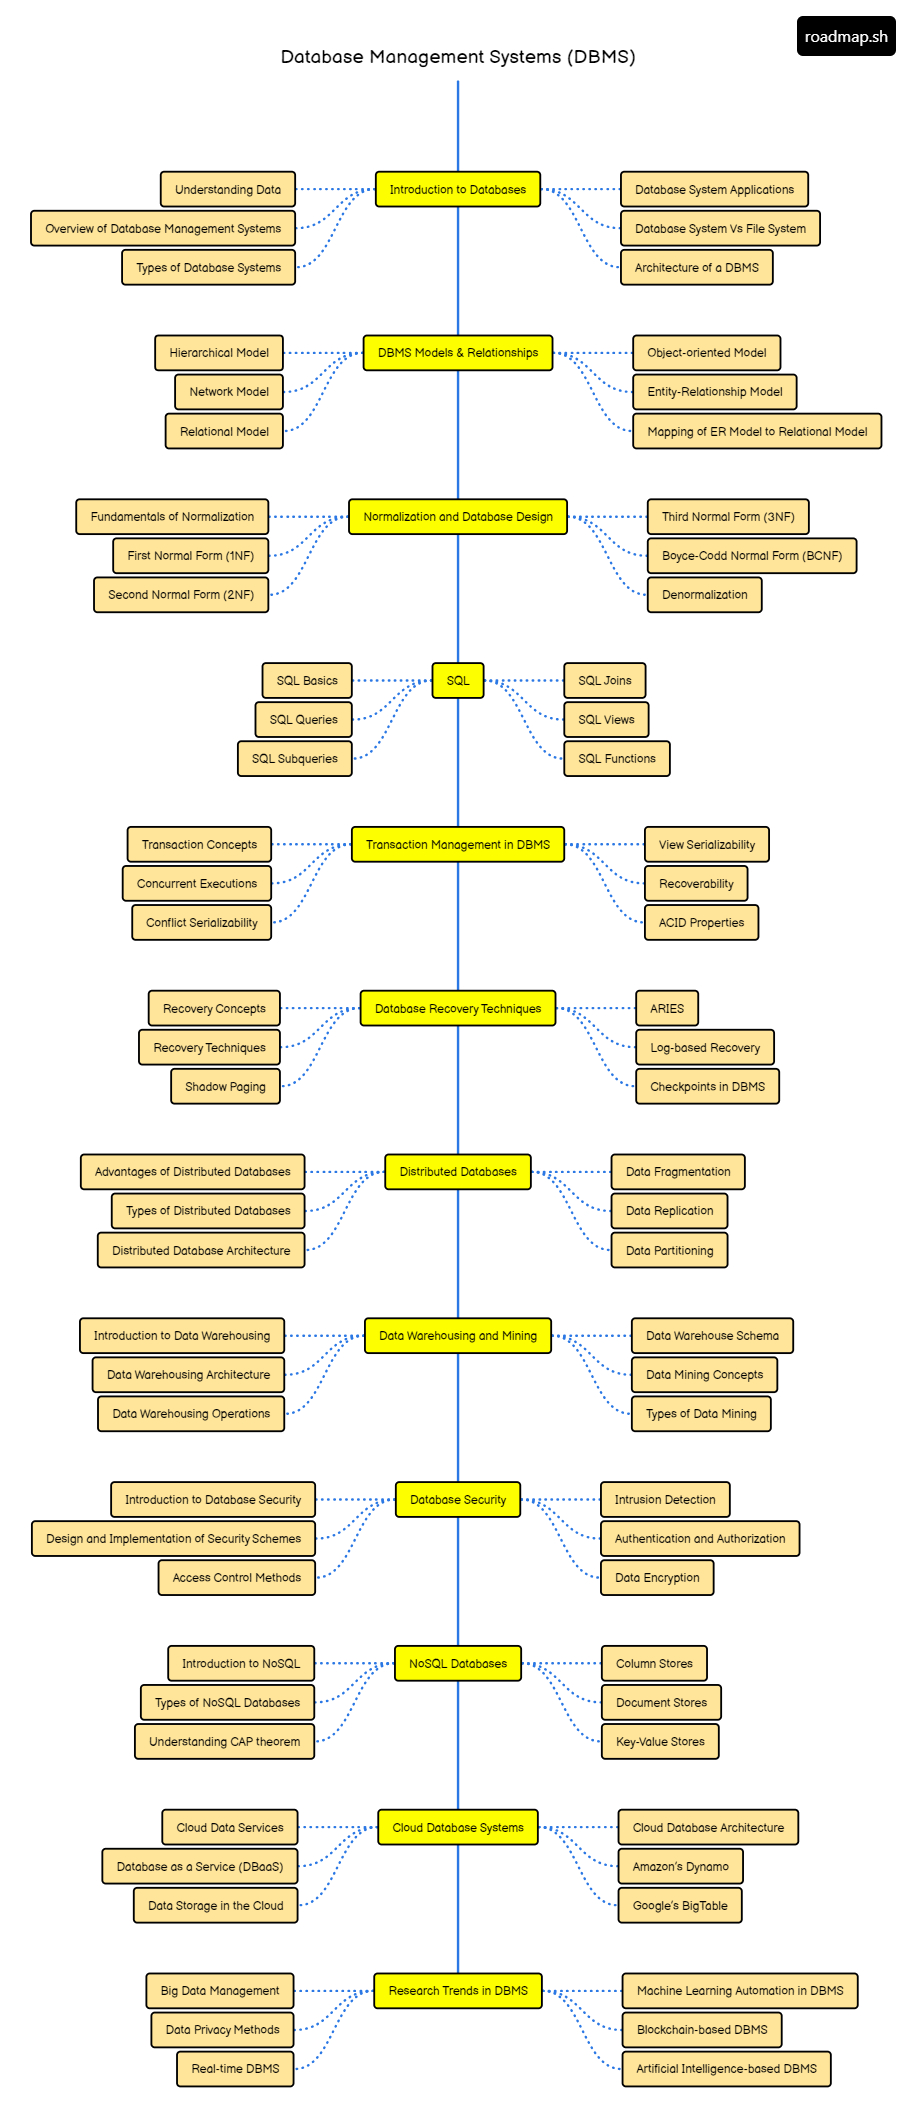 roadmap.sh
Database Management Systems (DBMS)
Understanding Data
Overview of Database Management Systems
Types of Database Systems
Introduction to Databases
Database System Applications
Database System Vs File System
Architecture of a DBMS
Hierarchical Model
Network Model
Relational Model
DBMS Models & Relationships
Object-oriented Model
Entity-Relationship Model
Mapping of ER Model to Relational Model
Fundamentals of Normalization
First Normal Form (1NF)
Second Normal Form (2NF)
Normalization and Database Design
Third Normal Form (3NF)
Boyce-Codd Normal Form (BCNF)
Denormalization
SQL Basics
SQL Queries
SQL Subqueries
SQL
SQL Joins
SQL Views
SQL Functions
Transaction Concepts
Concurrent Executions
Conflict Serializability
Transaction Management in DBMS
View Serializability
Recoverability
ACID Properties
Recovery Concepts
Recovery Techniques
Shadow Paging
Database Recovery Techniques
ARIES
Log-based Recovery
Checkpoints in DBMS
Advantages of Distributed Databases
Types of Distributed Databases
Distributed Database Architecture
Distributed Databases
Data Fragmentation
Data Replication
Data Partitioning
Introduction to Data Warehousing
Data Warehousing Architecture
Data Warehousing Operations
Data Warehousing and Mining
Data Warehouse Schema
Data Mining Concepts
Types of Data Mining
Introduction to Database Security
Design and Implementation of Security Schemes
Access Control Methods
Database Security
Intrusion Detection
Authentication and Authorization
Data Encryption
Introduction to NoSQL
Types of NoSQL Databases
Understanding CAP theorem
NoSQL Databases
Column Stores
Document Stores
Key-Value Stores
Cloud Data Services
Database as a Service (DBaaS)
Data Storage in the Cloud
Cloud Database Systems
Cloud Database Architecture
Amazon's Dynamo
Google's BigTable
Big Data Management
Data Privacy Methods
Real-time DBMS
Research Trends in DBMS
Machine Learning Automation in DBMS
Blockchain-based DBMS
Artificial Intelligence-based DBMS